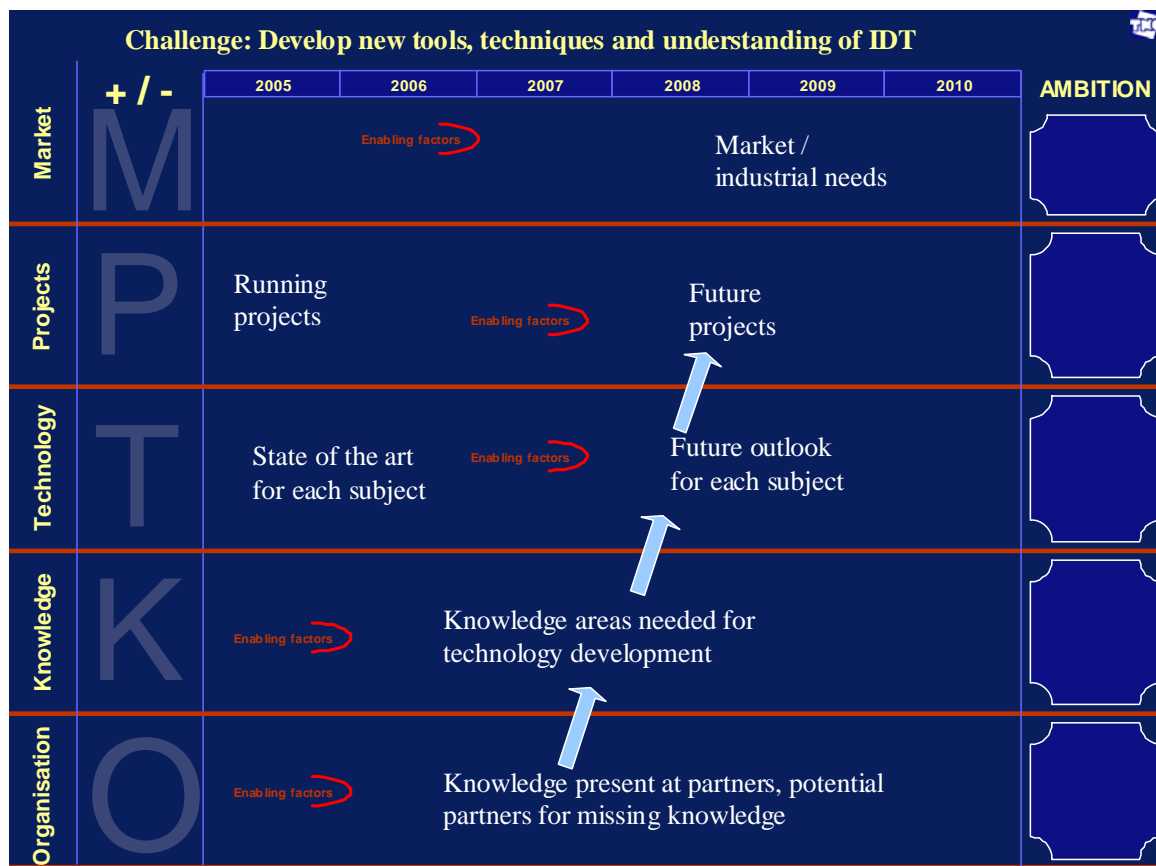 Challenge: Develop new tools, techniques and understanding of IDT
TNO
+ / -
2005
2006
2007
2008
2009
2010
AMBITION
Market
M
Enabling factors
Market /
industrial needs
Projects
P
Running
projects
Enabling factors
Future
projects
Technology
T
State of the art
for each subject
Enabling factors
Future outlook
for each subject
Knowledge
K
Enabling factors
Knowledge areas needed for
technology development
Organisation
O
Enabling factors
Knowledge present at partners, potential
partners for missing knowledge